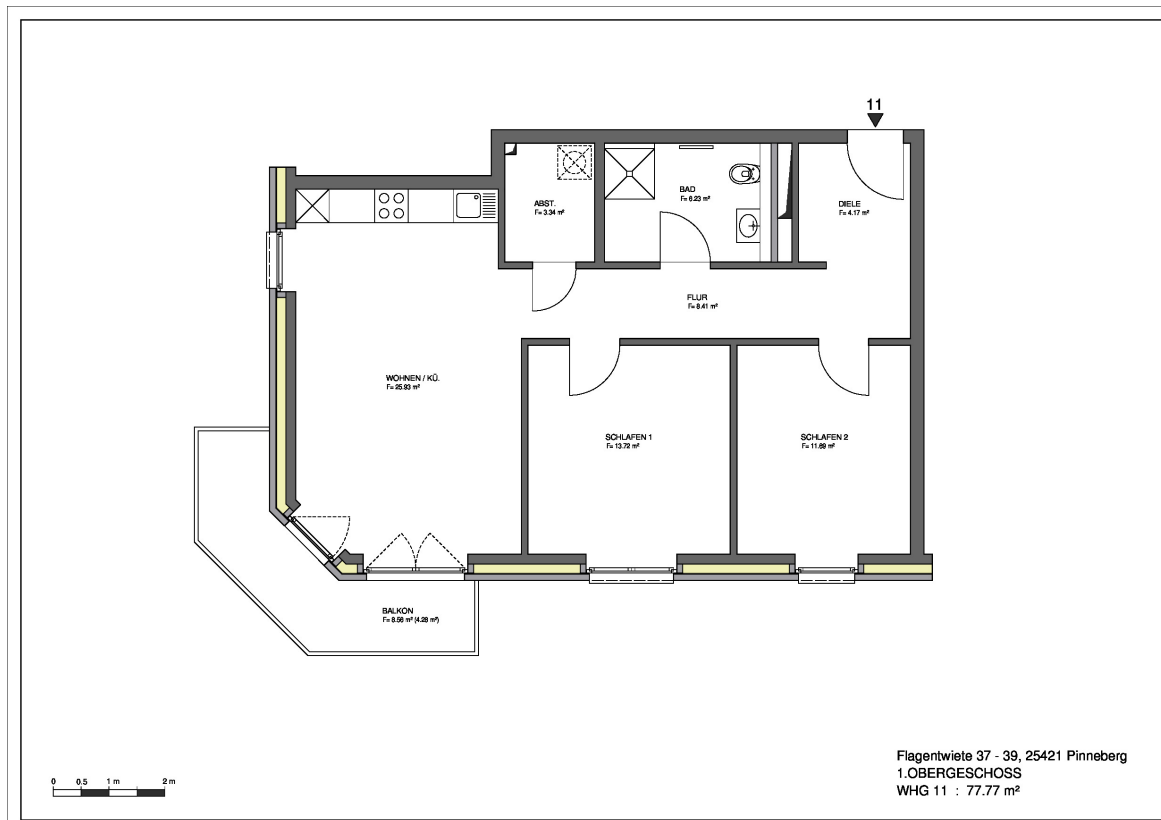 11
ABST.
F= 3.34 m²
BAD
F= 6.23 m²
DIELE
F= 4.17 m²
FLUR
F= 8.41 m²
WOHNEN / KÜ.
F= 25.93 m²
SCHLAFEN 1
F= 13.72 m²
SCHLAFEN 2
F= 11.69 m²
BALKON
F= 8.56 m² (4.28 m²)
0 0.5 1 m 2 m
Flagentwiete 37 - 39, 25421 Pinneberg
1.OBERGESCHOSS
WHG 11 : 77.77 m²